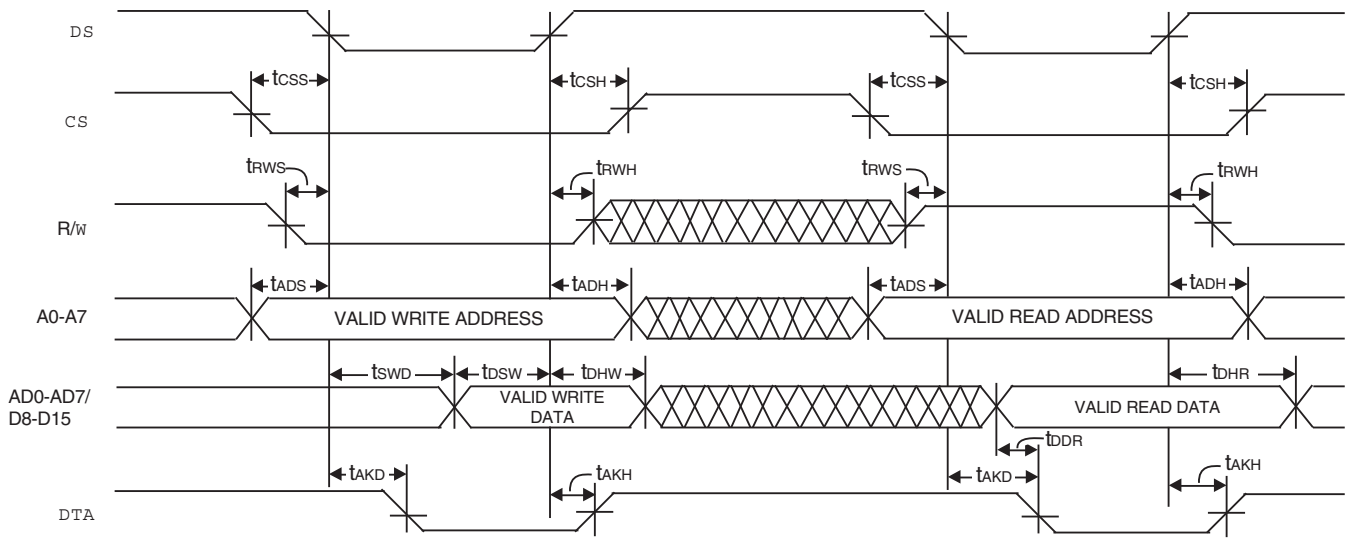 DS
tCSS
tCSH
tCSS
tCSH
CS
tRWS
tRWH
tRWS
tRWH
R/W
tADS
tADH
tADS
tADH
A0-A7
VALID WRITE ADDRESS
VALID READ ADDRESS
tSWD
tDSW
tDHW
tDHR
AD0-AD7/
D8-D15
VALID WRITE
DATA
VALID READ DATA
tDDR
tAKD
tAKH
tAKD
tAKH
DTA